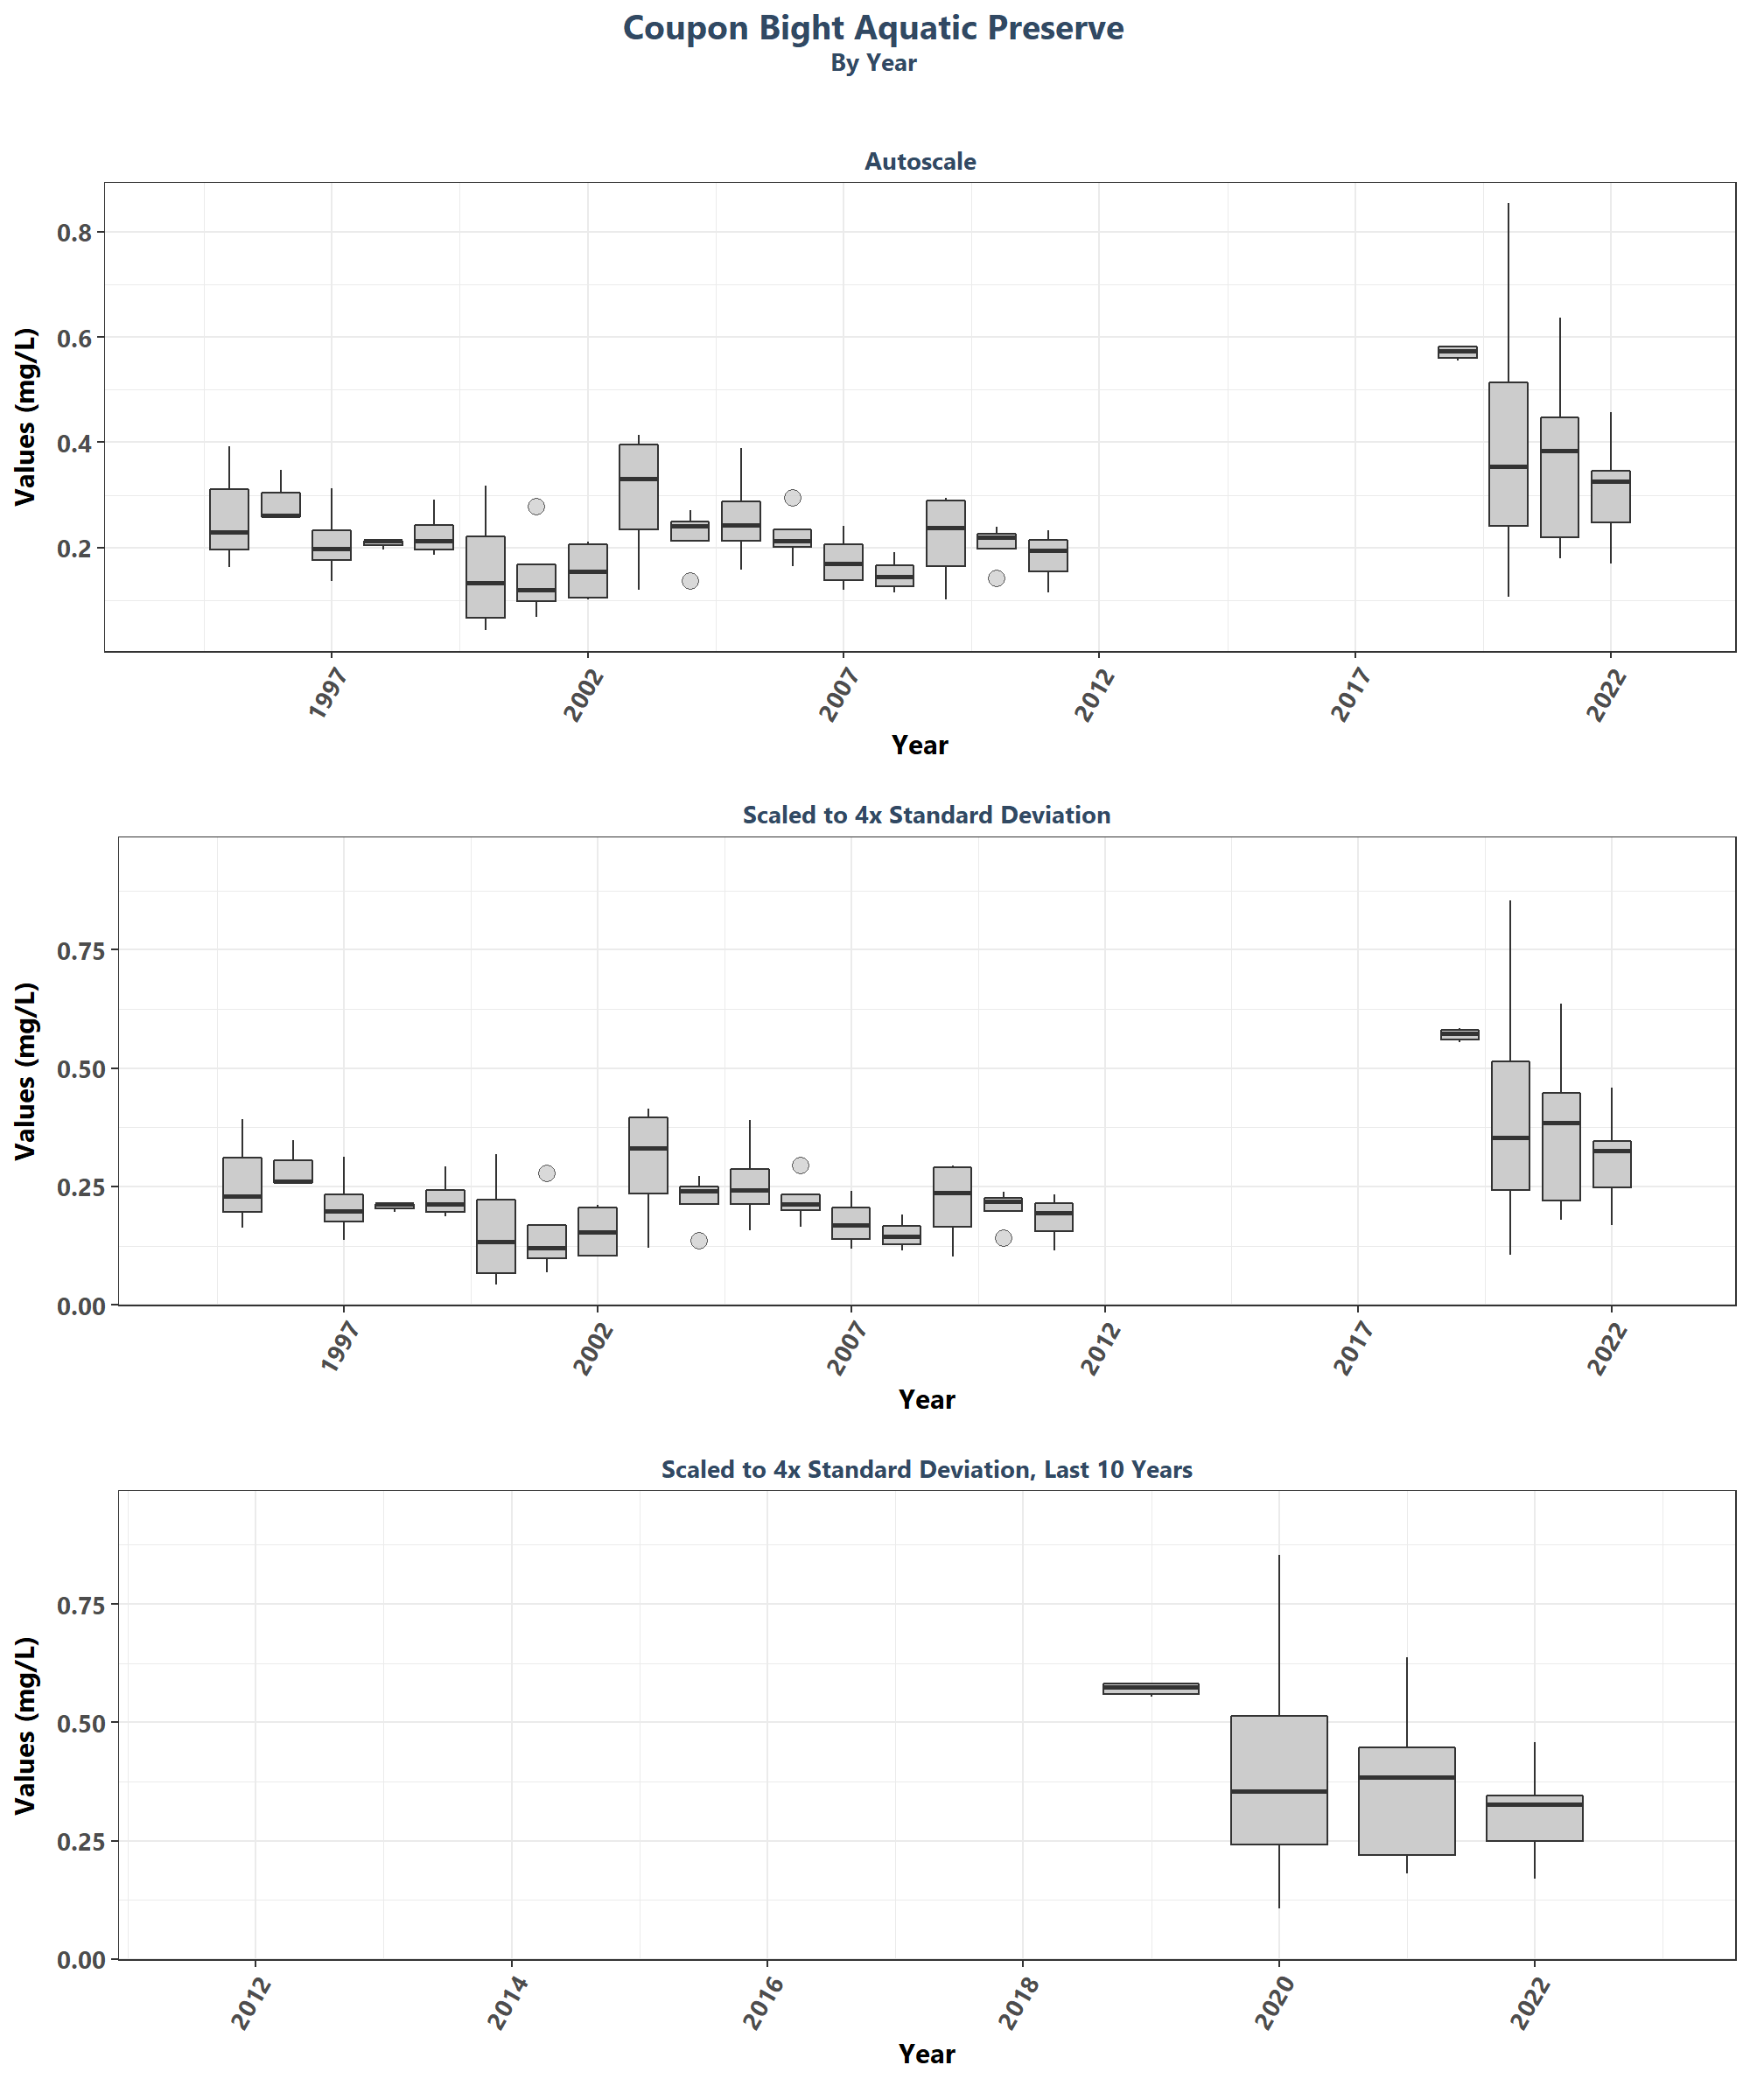 Coupon Bight Aquatic Preserve
By Year
Autoscale
Values (mg/L)
0.8
0.6
0.4
0.2
1997
2002
2007
2012
2017
2022
Year
Scaled to 4x Standard Deviation
Values (mg/L)
0.75
0.50
0.25
0.00
1997
2002
2007
2012
2017
2022
Year
Scaled to 4x Standard Deviation, Last 10 Years
Values (mg/L)
0.75
0.50
0.25
0.00
2012
2014
2016
2018
2020
2022
Year